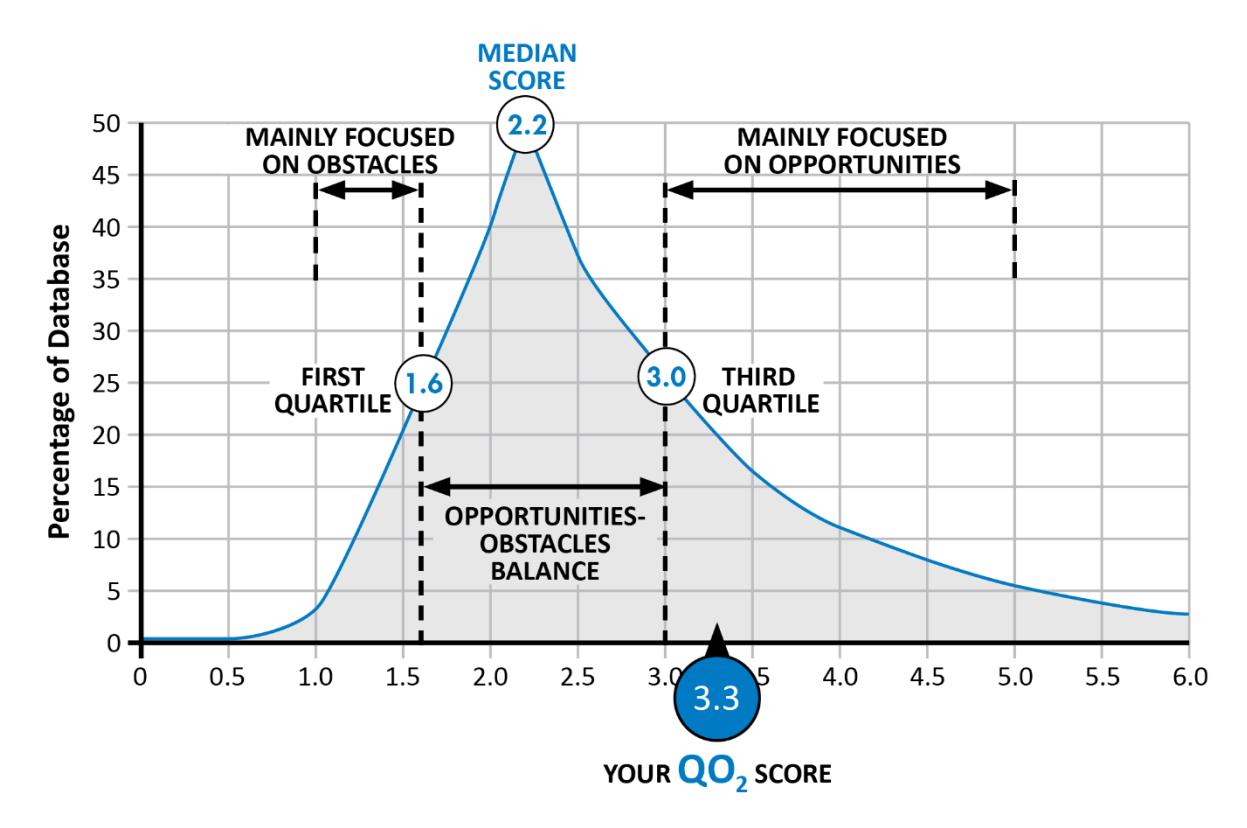 MEDIAN
SCORE
2.2
50
45
40
35
30
25
20
15
10
5
0
Percentage of Database
MAINLY FOCUSED
ON OBSTACLES
MAINLY FOCUSED
ON OPPORTUNITIES
FIRST
QUARTILE
1.6
3.0
THIRD
QUARTILE
OPPORTUNITIES-
OBSTACLES
BALANCE
0 0.5 1.0 1.5 2.0 2.5 3.0 5 4.0 4.5 5.0 5.5 6.0
3.3
YOUR QO₂ SCORE